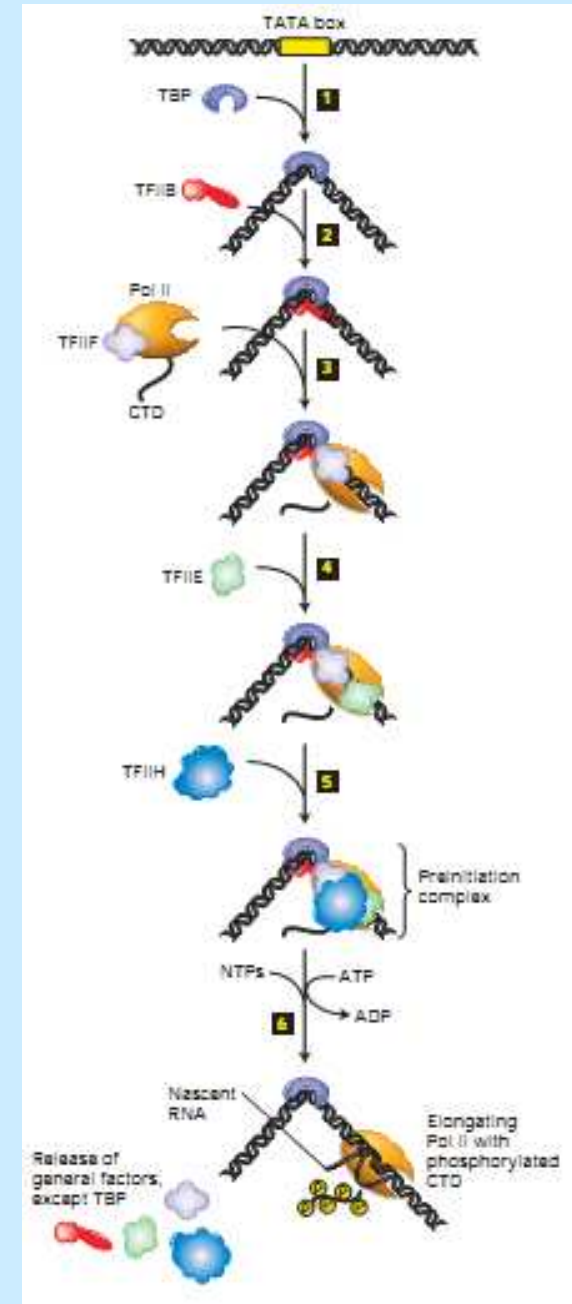 TATA box
TBP
1
TFIIB
2
Pol II
TFIIF
3
CTD
TFIIE
4
TFIIH
5
Preinitiation
complex
NTPs
ATP
ADP
6
Nascent
RNA
Elongating
Pol II with
phosphorylated
CTD
Release of
general factors,
except TBP
P
P
P
P
P
P